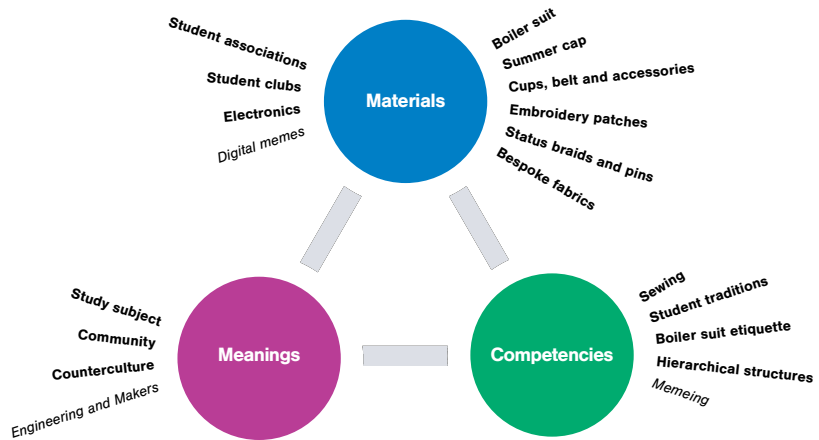 Student associations
Student clubs
Electronics
Digital memes
Materials
Boiler suit
Summer cap
Cups, belt and accessories
Embroidery patches
Status braids and pins
Bespoke fabrics
Study subject
Community
Counterculture
Engineering and Makers
Meanings
Competencies
Sewing
Student traditions
Boiler suit etiquette
Hierarchical structures
Memeing